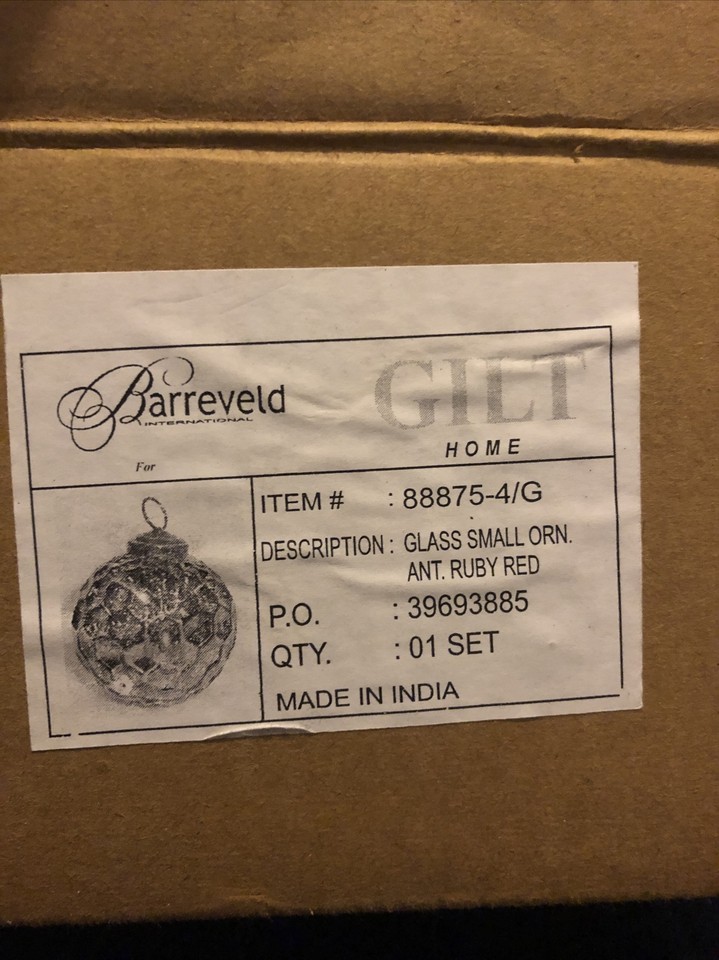 Barreveld
INTERNATIONAL
GILT
HOME
For
ITEM # : 88875-4/G
DESCRIPTION : GLASS SMALL ORN.
ANT. RUBY RED
P.O. : 39693885
QTY. : 01 SET
MADE IN INDIA